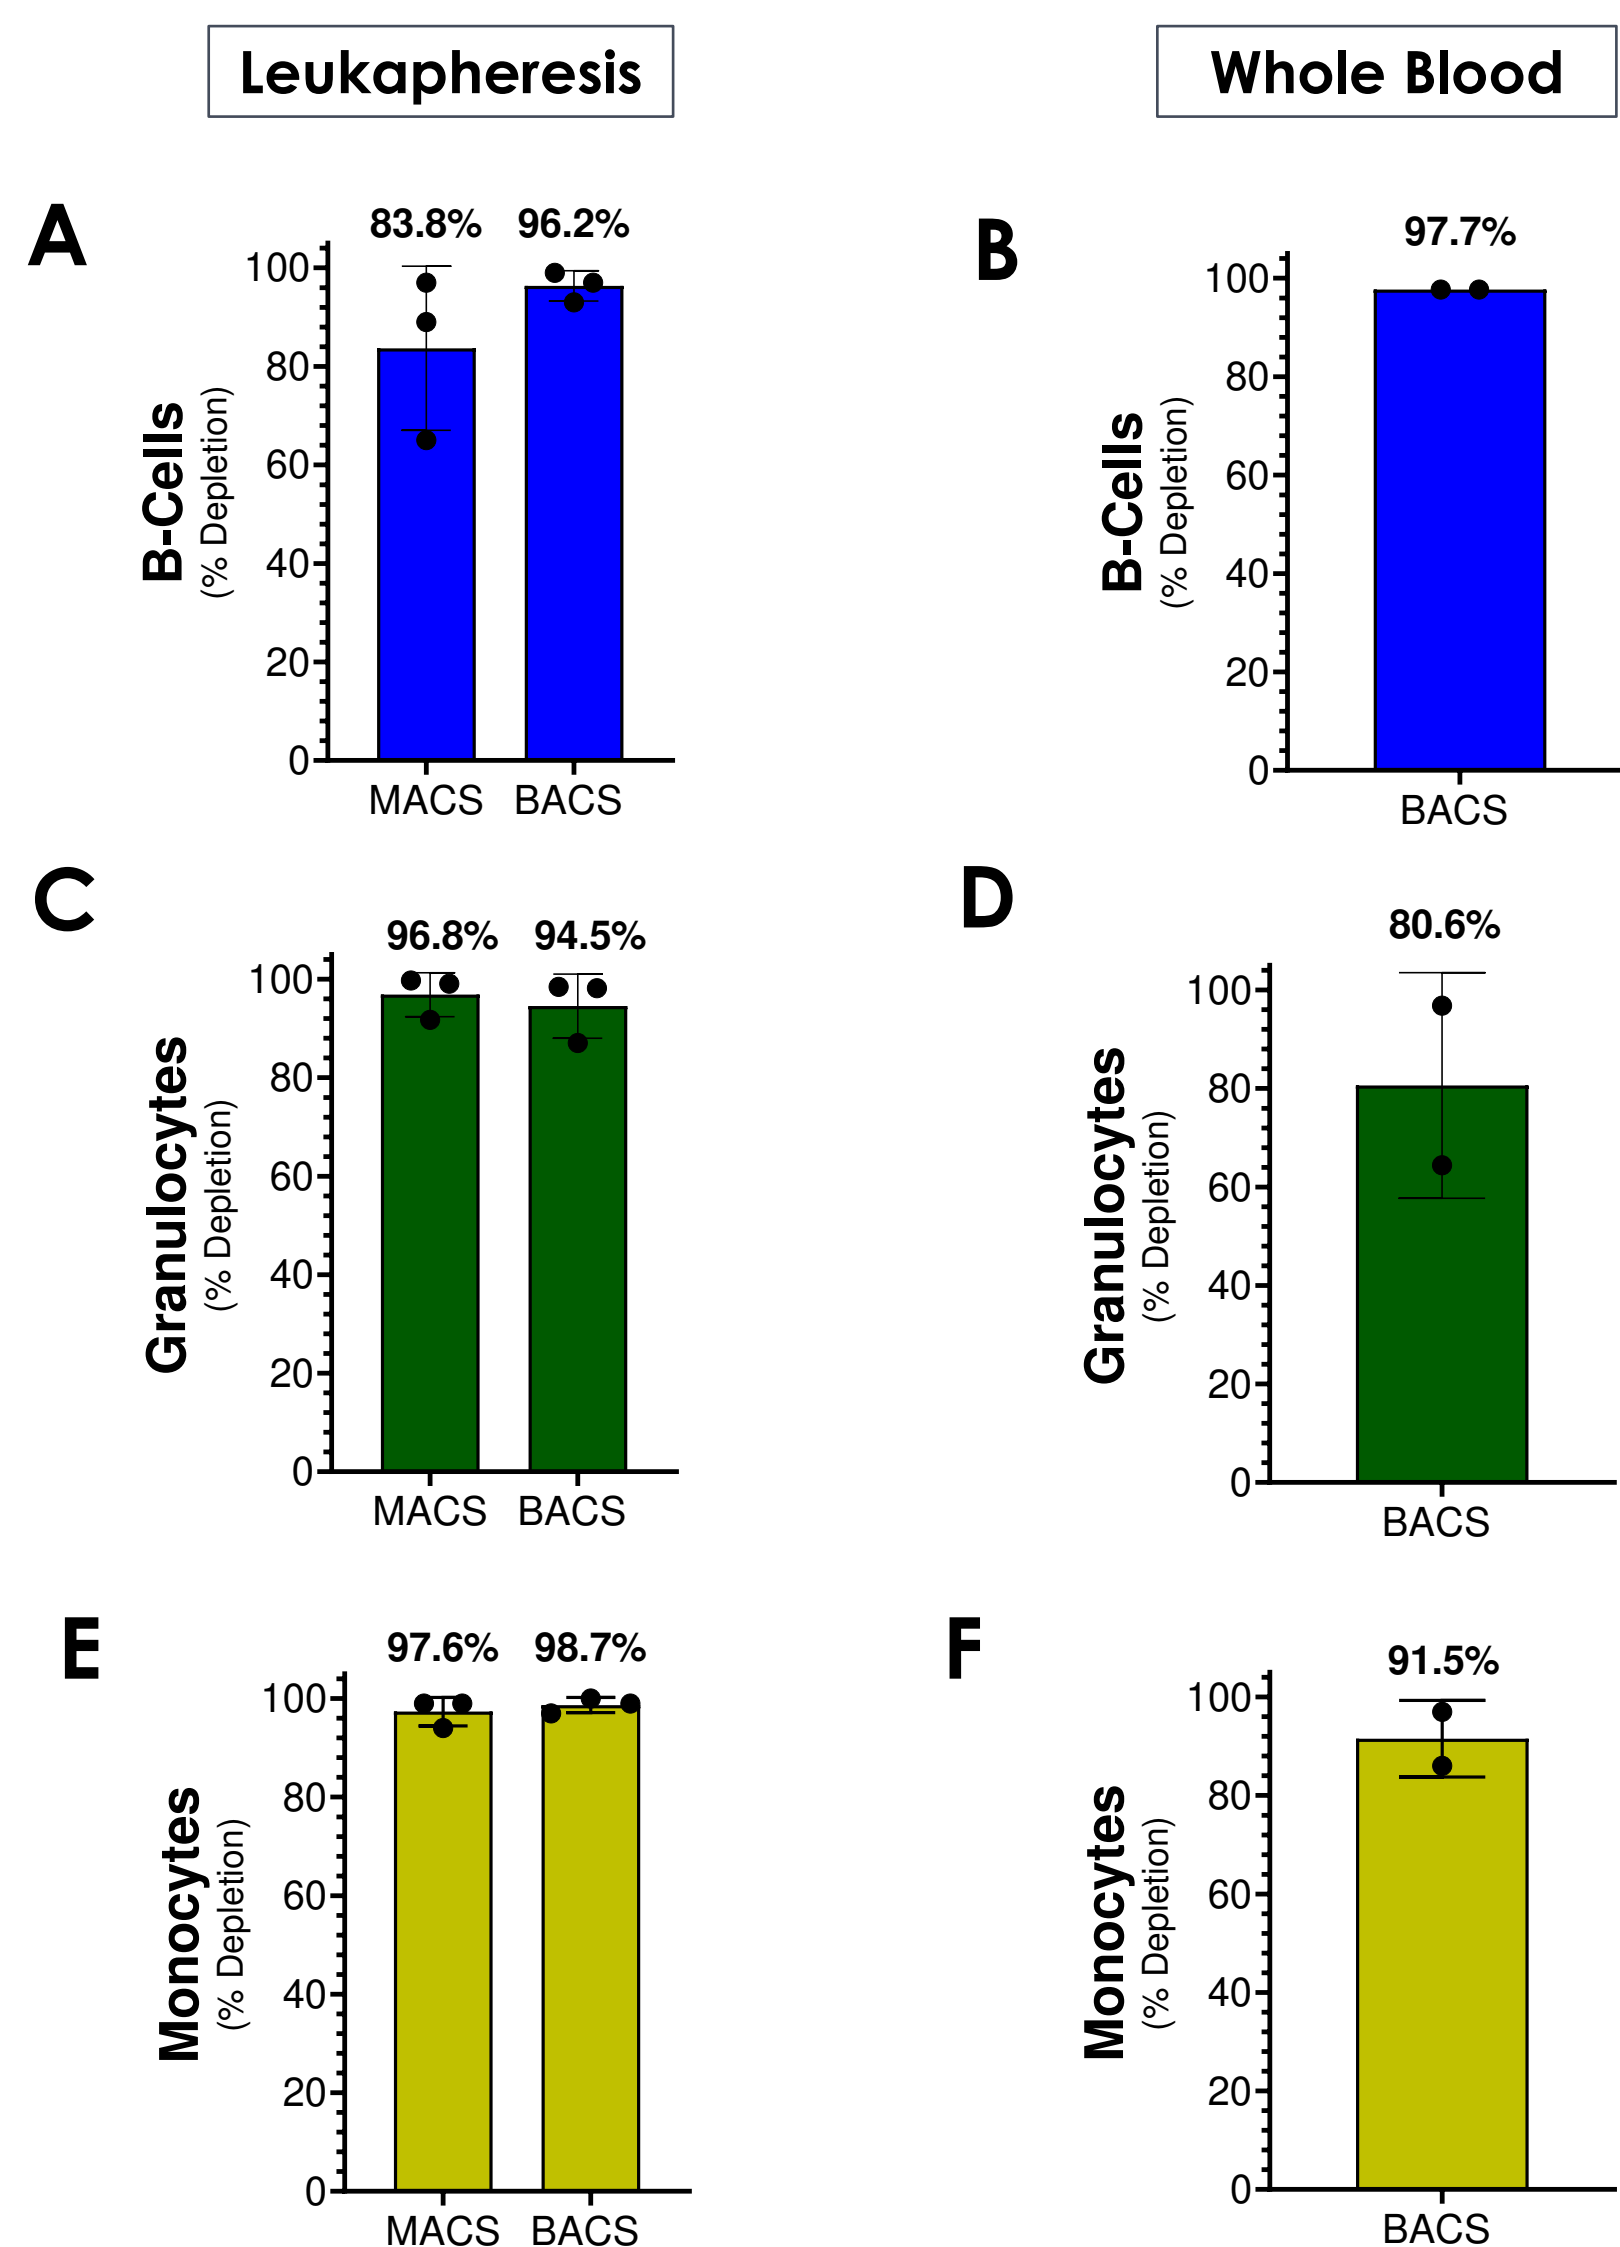 Leukapheresis
Whole Blood
A
83.8% 96.2%
B-Cells
(% Depletion)
100
80
60
40
20
0
MACS BACS
B
97.7%
B-Cells
(% Depletion)
100
80
60
40
20
0
BACS
C
96.8% 94.5%
Granulocytes
(% Depletion)
100
80
60
40
20
0
MACS BACS
D
80.6%
Granulocytes
(% Depletion)
100
80
60
40
20
0
BACS
E
97.6% 98.7%
Monocytes
(% Depletion)
100
80
60
40
20
0
MACS BACS
F
91.5%
Monocytes
(% Depletion)
100
80
60
40
20
0
BACS